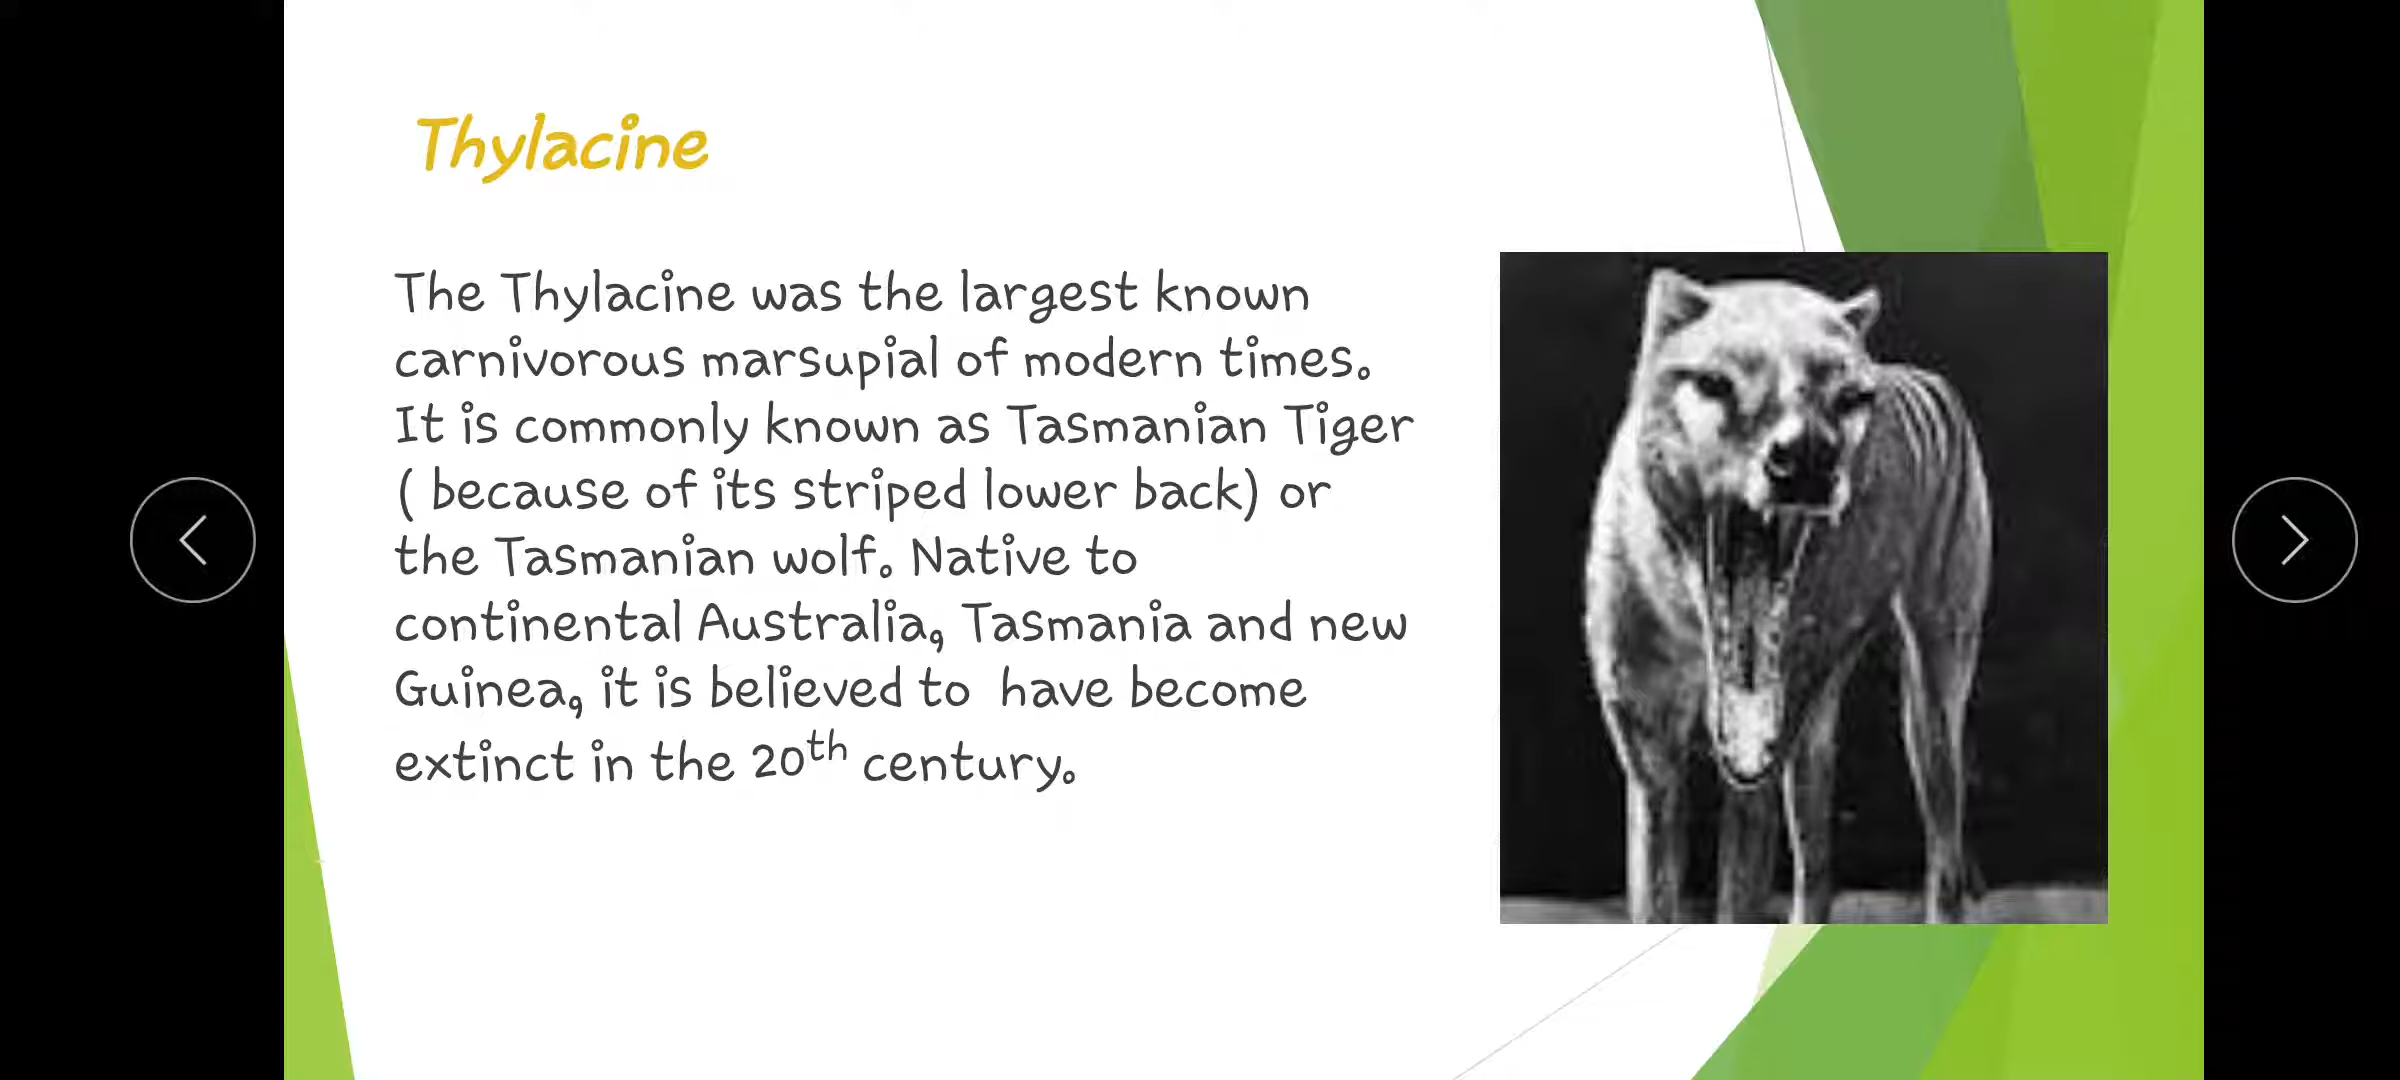 Thylacine
The Thylacine was the largest known
carnivorous marsupial of modern times.
It is commonly known as Tasmanian Tiger
( because of its striped lower back) or
the Tasmanian wolf. Native to
continental Australia, Tasmania and new
Guinea, it is believed to  have become
extinct in the 20th century.